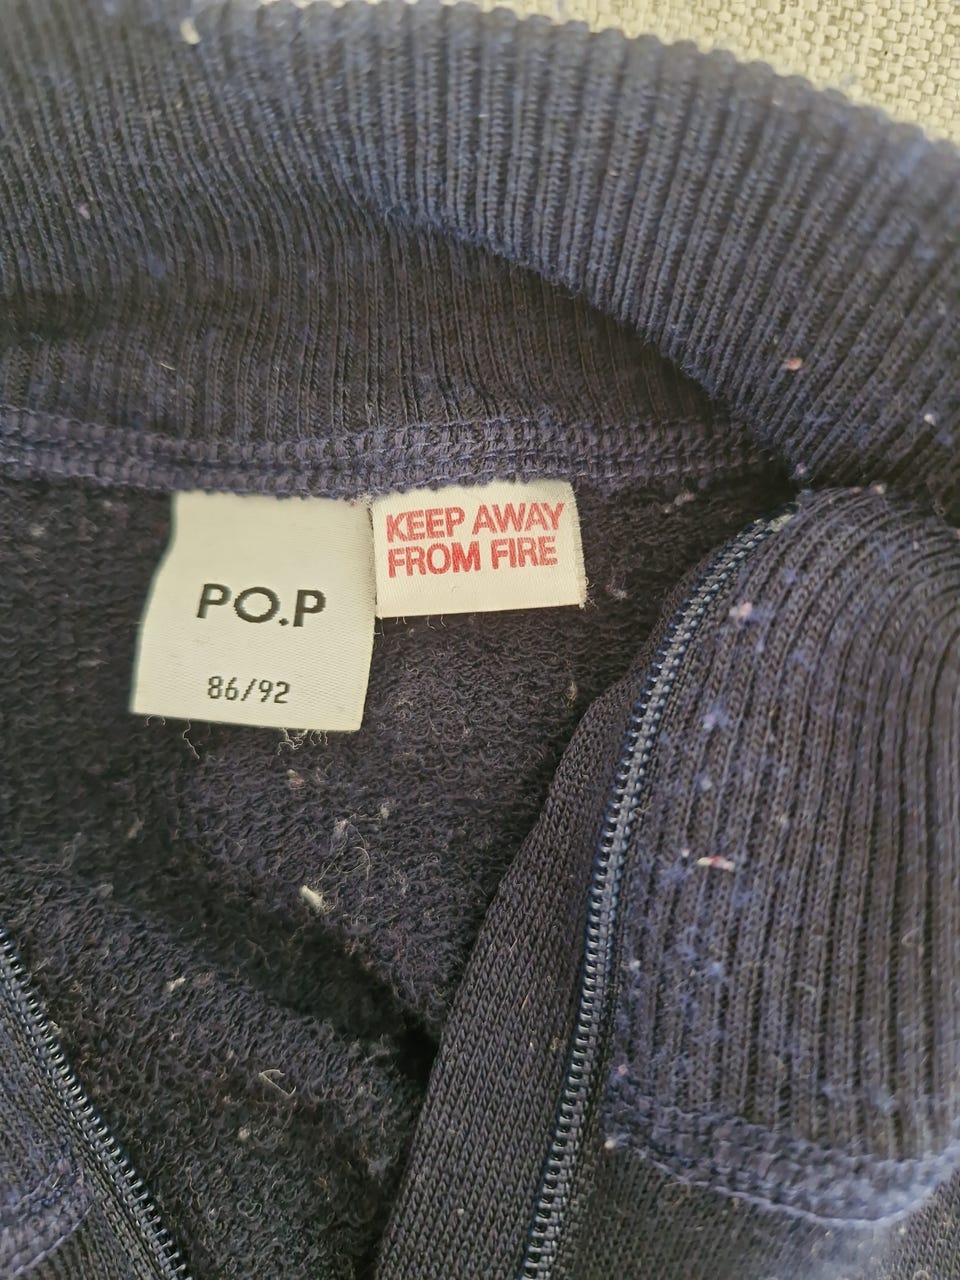 PO.P
86/92
KEEP AWAY
FROM FIRE